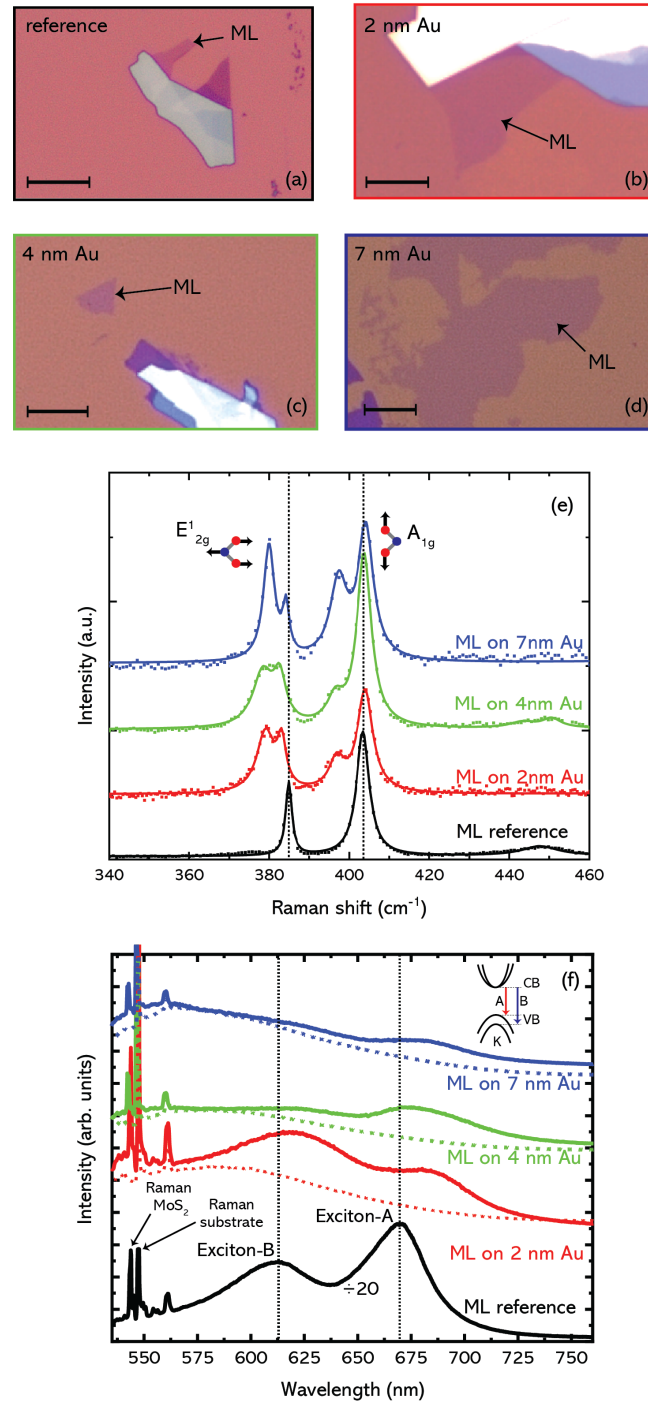 reference
ML
(a)
2 nm Au
ML
(b)
4 nm Au
ML
(c)
7 nm Au
ML
(d)
(e)
E¹2g
A1g
ML on 7nm Au
ML on 4nm Au
ML on 2nm Au
ML reference
Intensity (a.u.)
340 360 380 400 420 440 460
Raman shift (cm⁻¹)
(f)
CB
A B
VB
K
ML on 7 nm Au
ML on 4 nm Au
Raman
MoS₂
Raman
substrate
Exciton-A
Exciton-B
ML on 2 nm Au
÷20
ML reference
Intensity (arb. units)
550 575 600 625 650 675 700 725 750
Wavelength (nm)